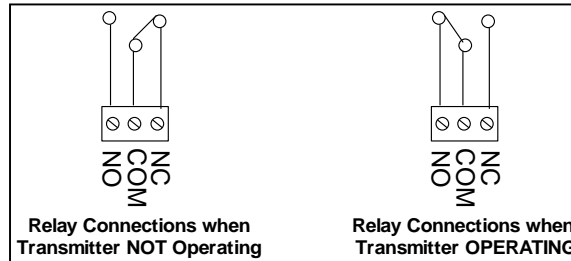 NO COM NC
NO COM NC
Relay Connections when
Transmitter NOT Operating
Relay Connections when
Transmitter OPERATING